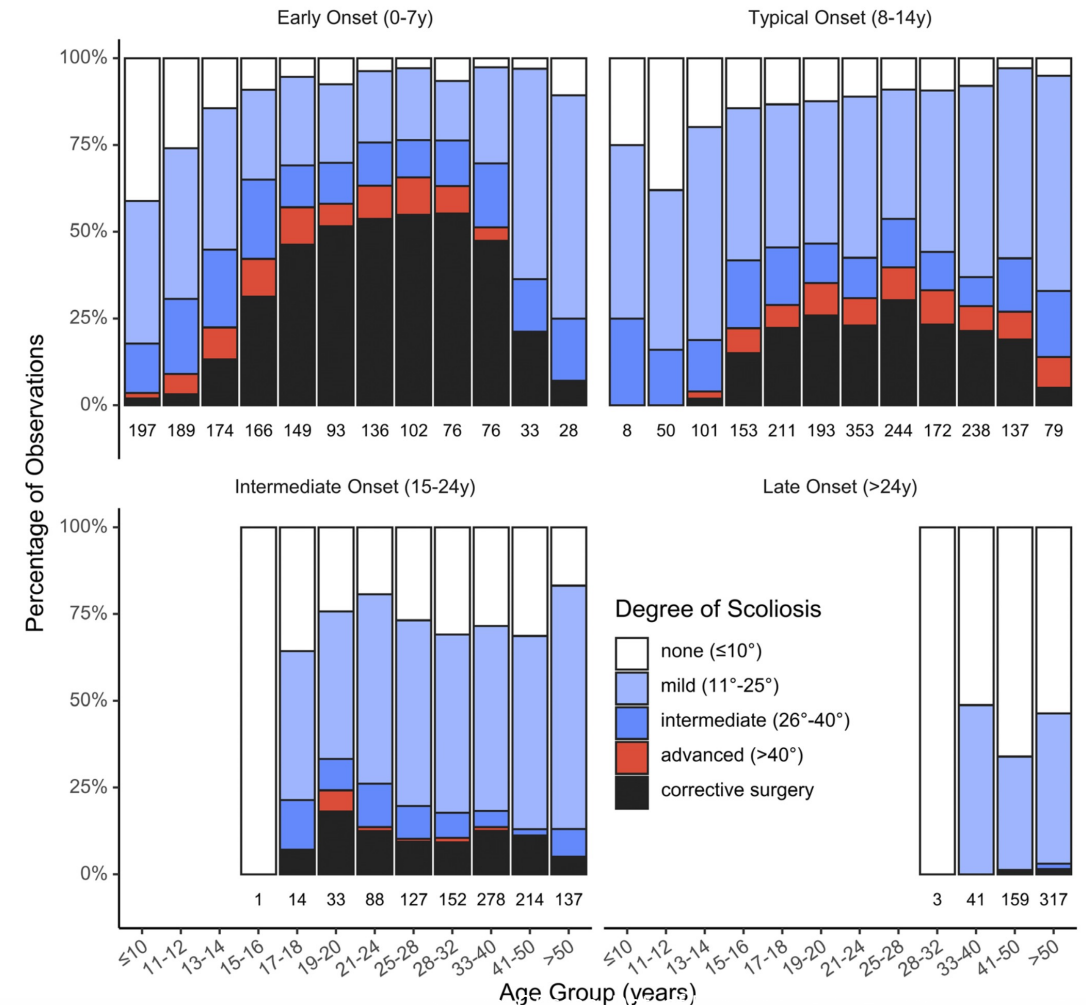 Early Onset (0-7y)
Typical Onset (8-14y)
Percentage of Observations
100%
75%
50%
25%
0%
197 189 174 166 149 93 136 102 76 76 33 28
8 50 101 153 211 193 353 244 172 238 137 79
Intermediate Onset (15-24y)
Late Onset (>24y)
100%
75%
50%
25%
0%
Degree of Scoliosis
none (≤10°)
mild (11°-25°)
intermediate (26°-40°)
advanced (>40°)
corrective surgery
1 14 33 88 127 152 278 214 137
3 41 159 317
≤10 11-12 13-14 15-16 17-18 19-20 21-24 25-28 28-32 33-40 41-50 >50
≤10 11-12 13-14 15-16 17-18 19-20 21-24 25-28 28-32 33-40 41-50 >50
Age Group (years)